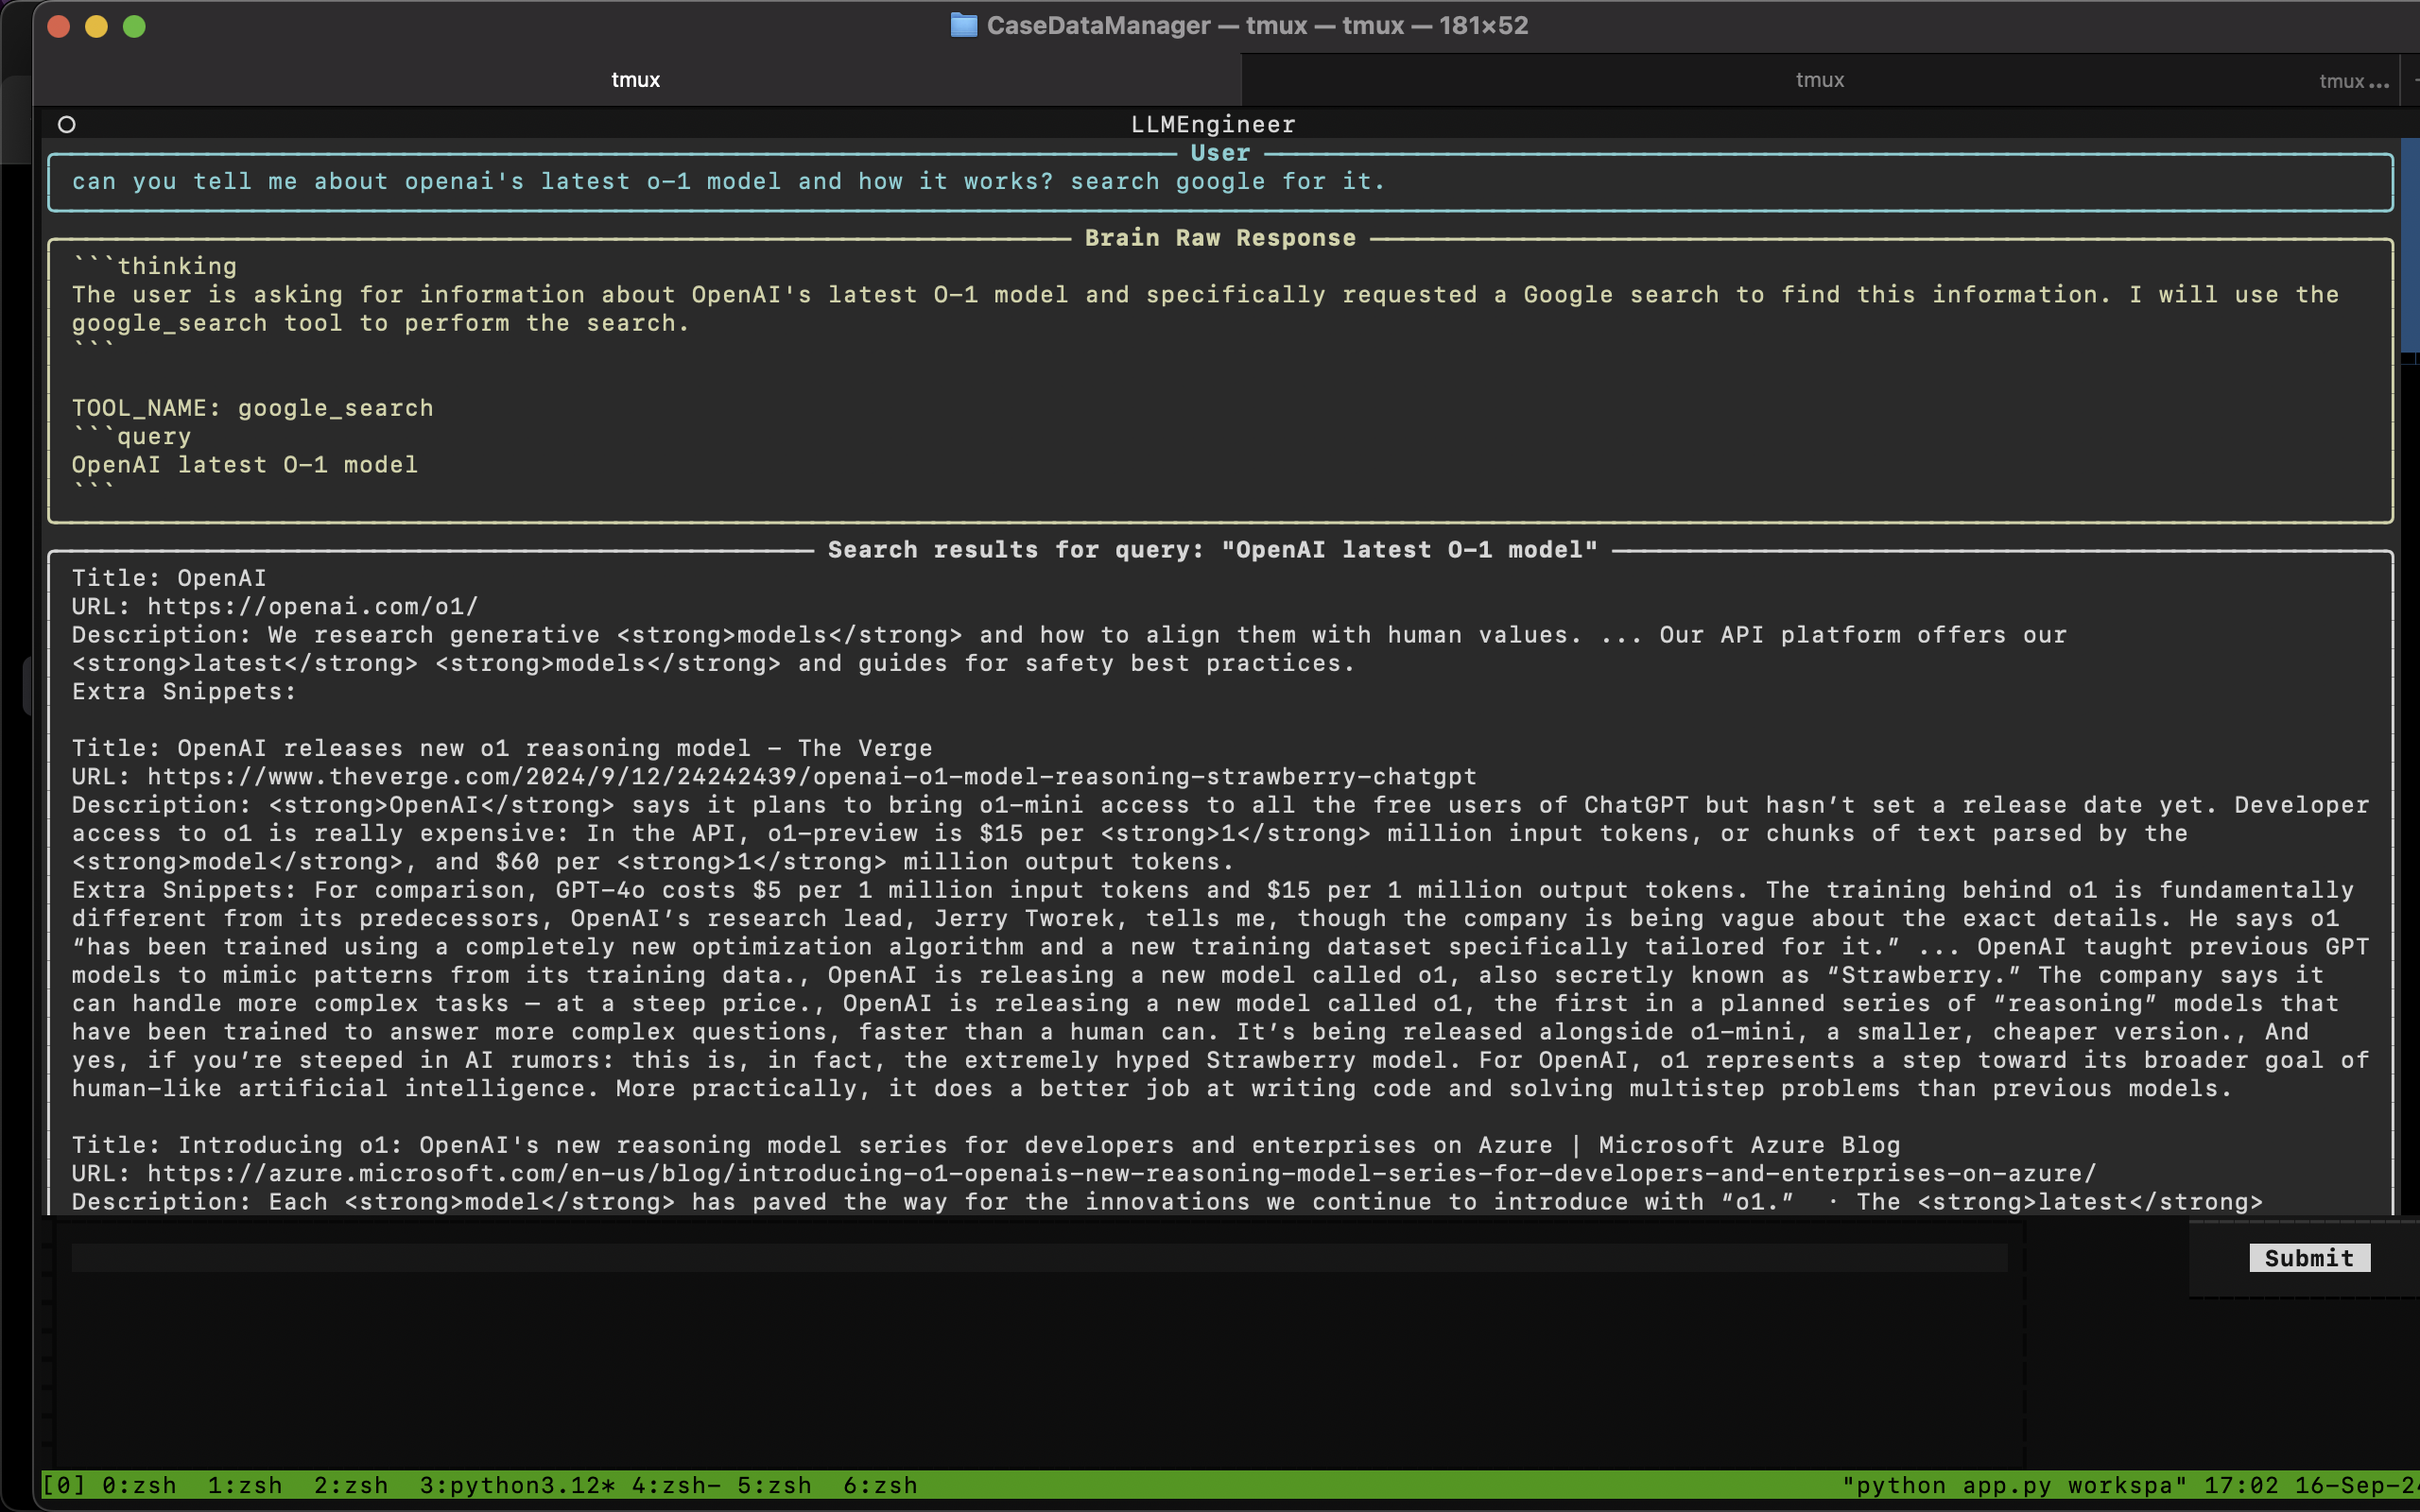 CaseDataManager — tmux — tmux — 181×52
tmux
tmux
tmux...
LLMEngineer
User
can you tell me about openai's latest o-1 model and how it works? search google for it.
Brain Raw Response
```thinking
The user is asking for information about OpenAI's latest O-1 model and specifically requested a Google search to find this information. I will use the
google_search tool to perform the search.
```
TOOL_NAME: google_search
```query
OpenAI latest O-1 model
```
Search results for query: "OpenAI latest O-1 model"
Title: OpenAI
URL: https://openai.com/o1/
Description: We research generative <strong>models</strong> and how to align them with human values. ... Our API platform offers our
<strong>latest</strong> <strong>models</strong> and guides for safety best practices.
Extra Snippets:
Title: OpenAI releases new o1 reasoning model - The Verge
URL: https://www.theverge.com/2024/9/12/24242439/openai-o1-model-reasoning-strawberry-chatgpt
Description: <strong>OpenAI</strong> says it plans to bring o1-mini access to all the free users of ChatGPT but hasn’t set a release date yet. Developer
access to o1 is really expensive: In the API, o1-preview is $15 per <strong>1</strong> million input tokens, or chunks of text parsed by the
<strong>model</strong>, and $60 per <strong>1</strong> million output tokens.
Extra Snippets: For comparison, GPT-4o costs $5 per 1 million input tokens and $15 per 1 million output tokens. The training behind o1 is fundamentally
different from its predecessors, OpenAI’s research lead, Jerry Tworek, tells me, though the company is being vague about the exact details. He says o1
“has been trained using a completely new optimization algorithm and a new training dataset specifically tailored for it.” ... OpenAI taught previous GPT
models to mimic patterns from its training data., OpenAI is releasing a new model called o1, also secretly known as “Strawberry.” The company says it
can handle more complex tasks — at a steep price., OpenAI is releasing a new model called o1, the first in a planned series of “reasoning” models that
have been trained to answer more complex questions, faster than a human can. It’s being released alongside o1-mini, a smaller, cheaper version., And
yes, if you’re steeped in AI rumors: this is, in fact, the extremely hyped Strawberry model. For OpenAI, o1 represents a step toward its broader goal of
human-like artificial intelligence. More practically, it does a better job at writing code and solving multistep problems than previous models.
Title: Introducing o1: OpenAI's new reasoning model series for developers and enterprises on Azure | Microsoft Azure Blog
URL: https://azure.microsoft.com/en-us/blog/introducing-o1-openais-new-reasoning-model-series-for-developers-and-enterprises-on-azure/
Description: Each <strong>model</strong> has paved the way for the innovations we continue to introduce with “o1.”  · The <strong>latest</strong>
Submit
[0] 0:zsh  1:zsh  2:zsh  3:python3.12* 4:zsh- 5:zsh  6:zsh
"python app.py workspa" 17:02 16-Sep-2